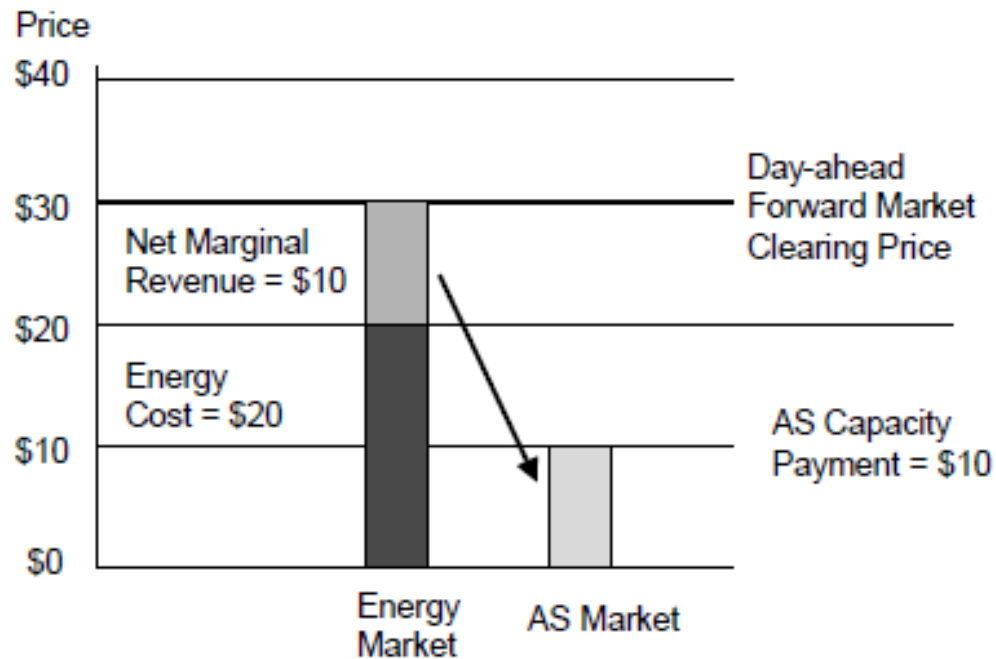 Price
$40
Day-ahead
Forward Market
Clearing Price
$30
Net Marginal
Revenue = $10
$20
Energy
Cost = $20
AS Capacity
Payment = $10
$10
$0
Energy
Market
AS Market